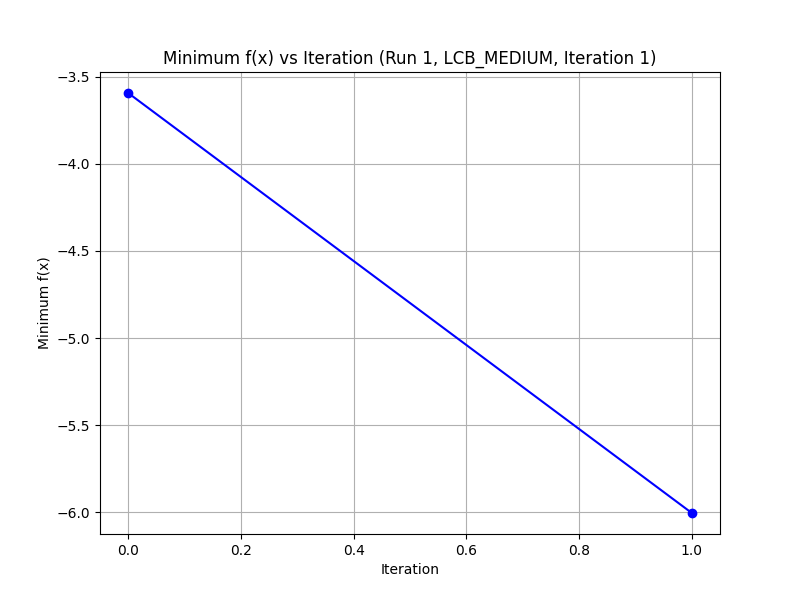 Minimum f(x) vs Iteration (Run 1, LCB_MEDIUM, Iteration 1)
Minimum f(x)
−3.5
−4.0
−4.5
−5.0
−5.5
−6.0
0.0 0.2 0.4 0.6 0.8 1.0
Iteration